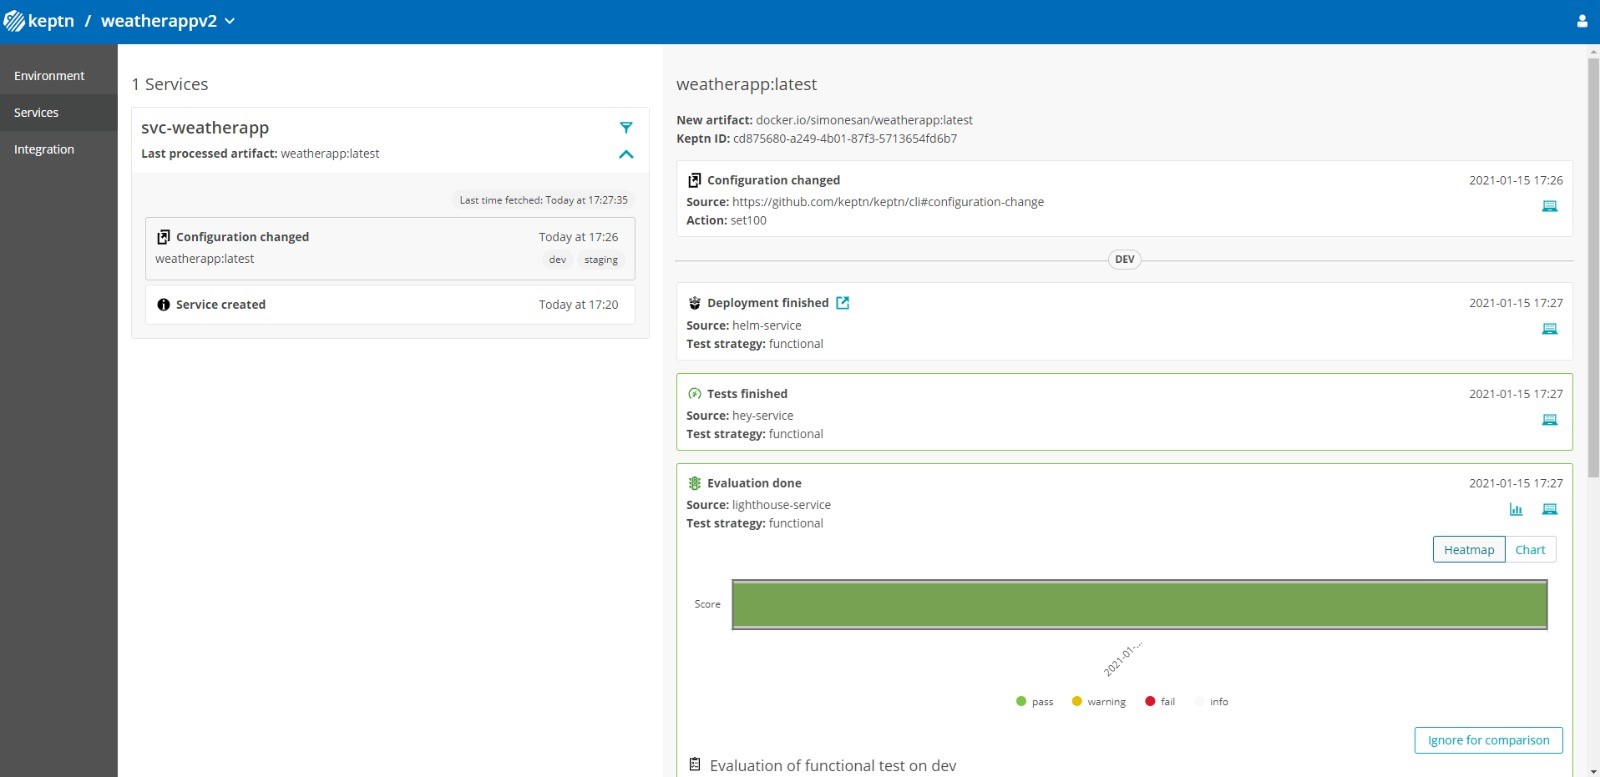 keptn / weatherappv2
Environment
Services
Integration
1 Services
svc-weatherapp
Last processed artifact: weatherapp:latest
Last time fetched: Today at 17:27:35
Configuration changed Today at 17:26
weatherapp:latest dev staging
Service created Today at 17:20
weatherapp:latest
New artifact: docker.io/simonesan/weatherapp:latest
Keptn ID: cd875680-a249-4b01-87f3-5713654fd6b7
Configuration changed 2021-01-15 17:26
Source: https://github.com/keptn/keptn/cli#configuration-change
Action: set100
DEV
Deployment finished 2021-01-15 17:27
Source: helm-service
Test strategy: functional
Tests finished 2021-01-15 17:27
Source: hey-service
Test strategy: functional
Evaluation done 2021-01-15 17:27
Source: lighthouse-service
Test strategy: functional
Heatmap Chart
Score
2021-01-...
pass warning fail info
Ignore for comparison
Evaluation of functional test on dev